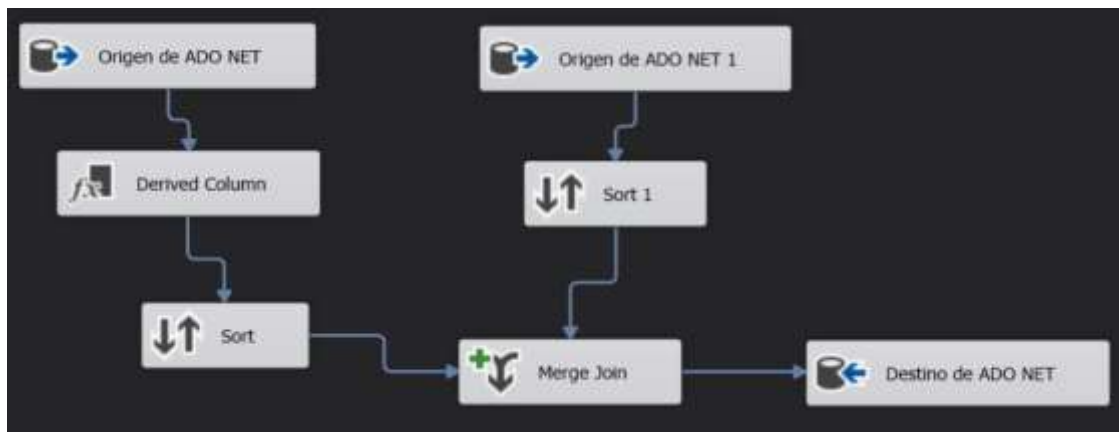 Origen de ADO NET
Origen de ADO NET 1
fx
Derived Column
Sort 1
Sort
Merge Join
Destino de ADO NET